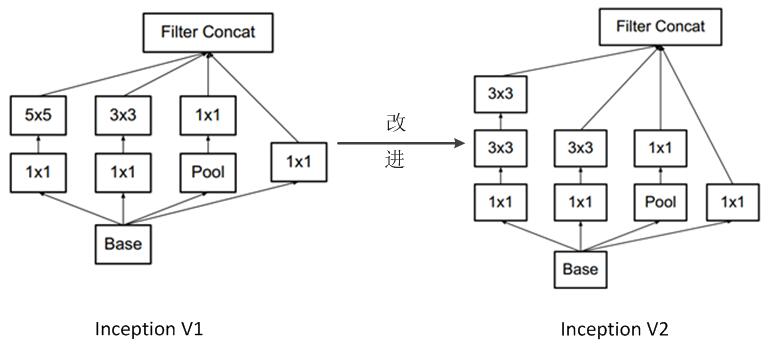 Filter Concat
5x5
3x3
1x1
1x1
1x1
Pool
1x1
Base
Inception V1
改
进
Filter Concat
3x3
3x3
3x3
1x1
1x1
1x1
Pool
1x1
Base
Inception V2